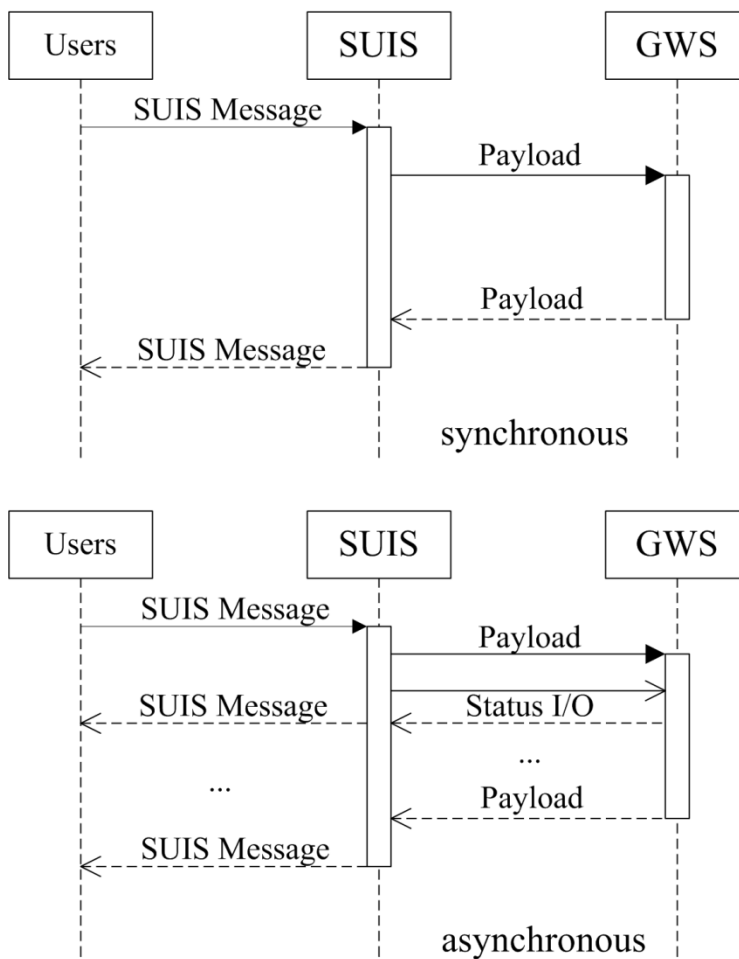 Users
SUIS
GWS
SUIS Message
Payload
Payload
SUIS Message
synchronous
Users
SUIS
GWS
SUIS Message
Payload
SUIS Message
Status I/O
...
...
Payload
SUIS Message
asynchronous